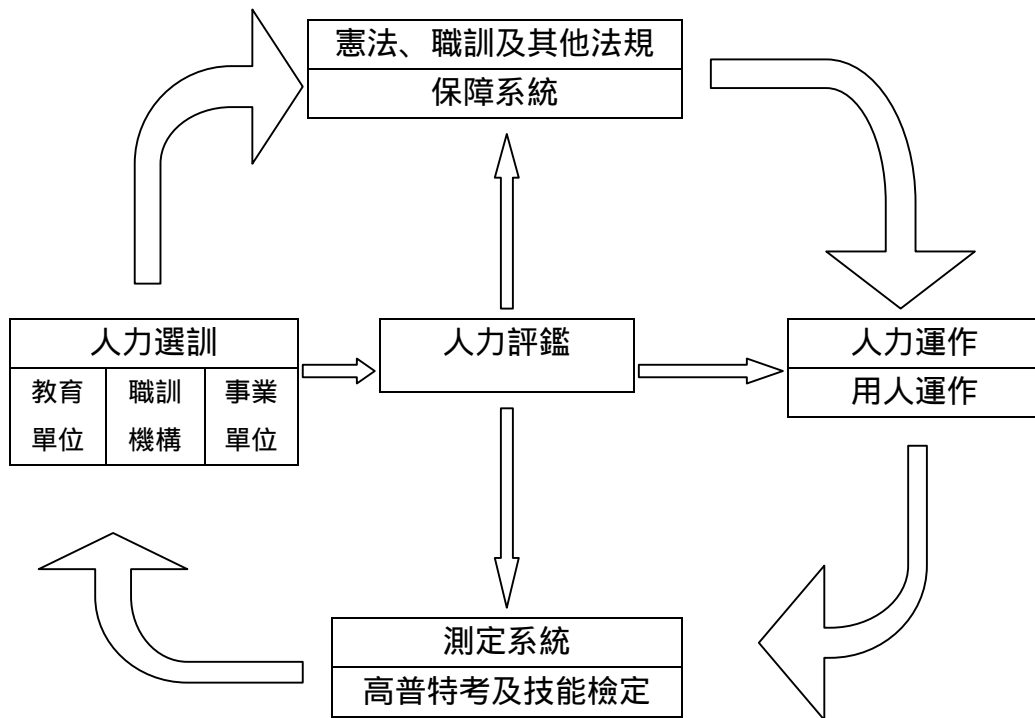 憲法、職訓及其他法規
保障系統
人力選訓
教育
單位
職訓
機構
事業
單位
人力評鑑
人力運作
用人運作
測定系統
高普特考及技能檢定